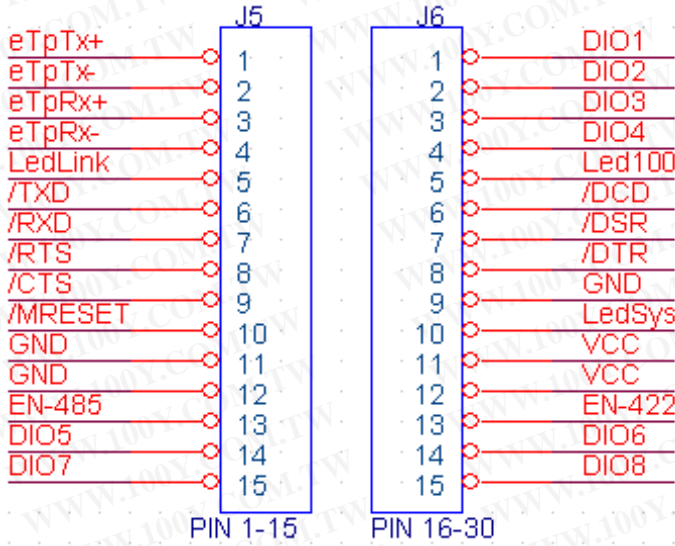 J5 J6
eTpTx+ 1 1 DIO1
eTpTx- 2 2 DIO2
eTpRx+ 3 3 DIO3
eTpRx- 4 4 DIO4
LedLink 5 5 Led100
/TXD 6 6 /DCD
/RXD 7 7 /DSR
/RTS 8 8 /DTR
/CTS 9 9 GND
/MRESET 10 10 LedSys
GND 11 11 VCC
GND 12 12 VCC
EN-485 13 13 EN-422
DIO5 14 14 DIO6
DIO7 15 15 DIO8
PIN 1-15 PIN 16-30
WWW.100Y.COM.TW